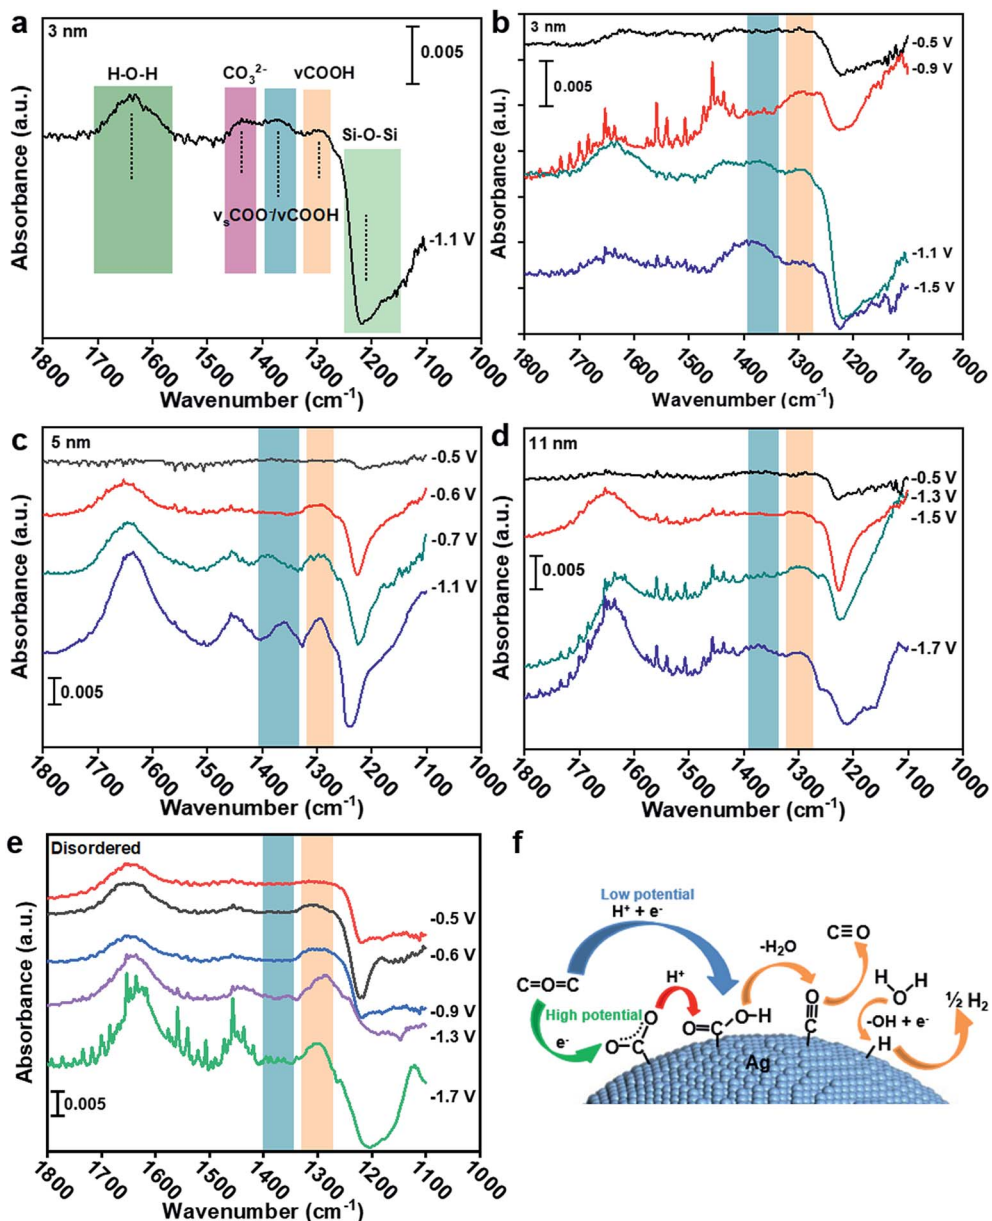 a
3 nm
0.005
H-O-H
CO₃²⁻
νCOOH
Si-O-Si
νₛCOO⁻/νCOOH
-1.1 V
Absorbance (a.u.)
1800 1700 1600 1500 1400 1300 1200 1100 1000
Wavenumber (cm⁻¹)
b
3 nm
-0.5 V
0.005
-0.9 V
-1.1 V
-1.5 V
Absorbance (a.u.)
1800 1700 1600 1500 1400 1300 1200 1100 1000
Wavenumber (cm⁻¹)
c
5 nm
-0.5 V
-0.6 V
-0.7 V
-1.1 V
0.005
Absorbance (a.u.)
1800 1700 1600 1500 1400 1300 1200 1100 1000
Wavenumber (cm⁻¹)
d
11 nm
-0.5 V
-1.3 V
-1.5 V
0.005
-1.7 V
Absorbance (a.u.)
1800 1700 1600 1500 1400 1300 1200 1100 1000
Wavenumber (cm⁻¹)
e
Disordered
-0.5 V
-0.6 V
-0.9 V
-1.3 V
-1.7 V
0.005
Absorbance (a.u.)
1800 1700 1600 1500 1400 1300 1200 1100 1000
Wavenumber (cm⁻¹)
f
Low potential
H⁺ + e⁻
-H₂O
C≡O
C=O=C
H⁺
H O H
½ H₂
High potential
e⁻
O C O
O=C O-H
O≡C
-OH + e⁻
H
Ag